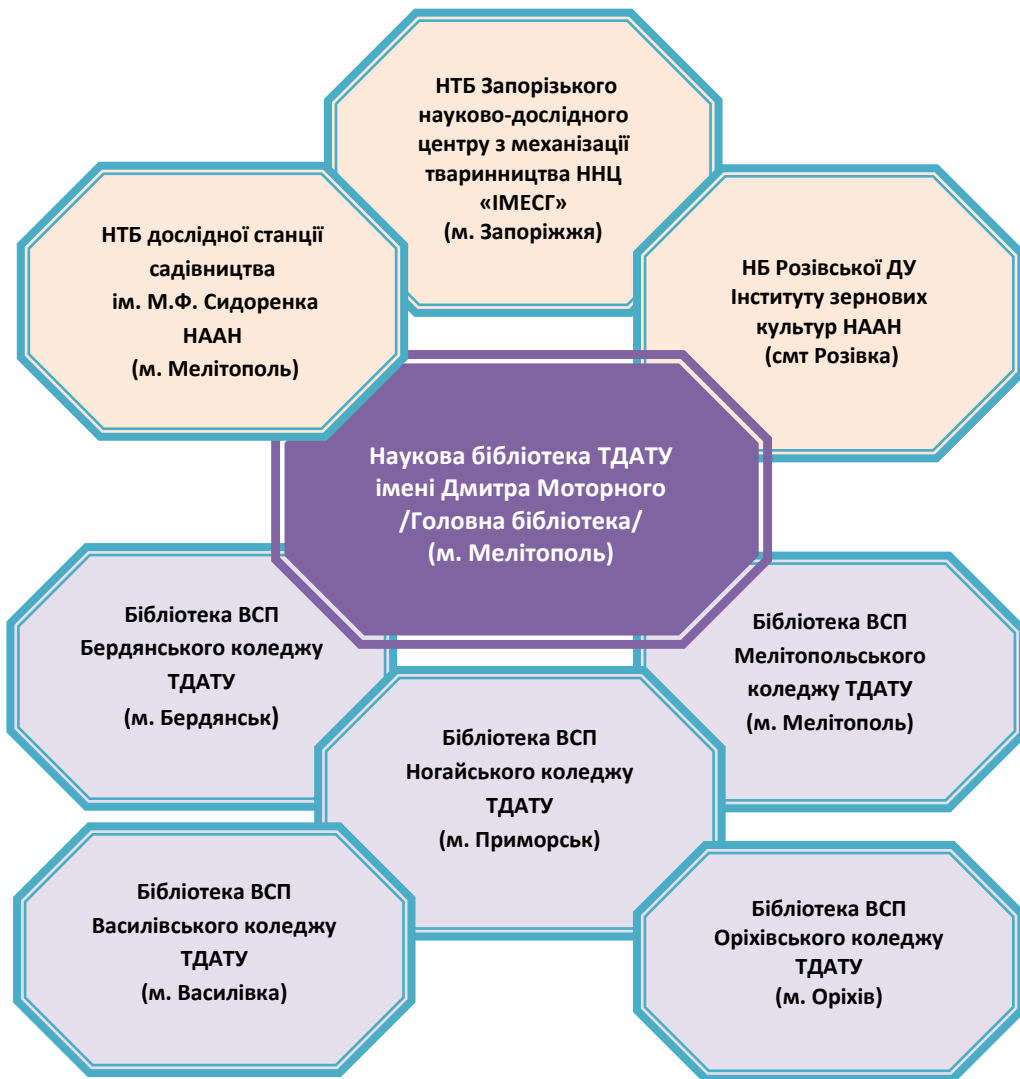 НТБ Запорізького
науково-дослідного
центру з механізації
тваринництва ННЦ
«ІМЕСГ»
(м. Запоріжжя)
НТБ дослідної станції
садівництва
ім. М.Ф. Сидоренка
НААН
(м. Мелітополь)
НБ Розівської ДУ
Інституту зернових
культур НААН
(смт Розівка)
Наукова бібліотека ТДАТУ
імені Дмитра Моторного
/Головна бібліотека/
(м. Мелітополь)
Бібліотека ВСП
Бердянського коледжу
ТДАТУ
(м. Бердянськ)
Бібліотека ВСП
Мелітопольського
коледжу ТДАТУ
(м. Мелітополь)
Бібліотека ВСП
Ногайського коледжу
ТДАТУ
(м. Приморськ)
Бібліотека ВСП
Василівського коледжу
ТДАТУ
(м. Василівка)
Бібліотека ВСП
Оріхівського коледжу
ТДАТУ
(м. Оріхів)